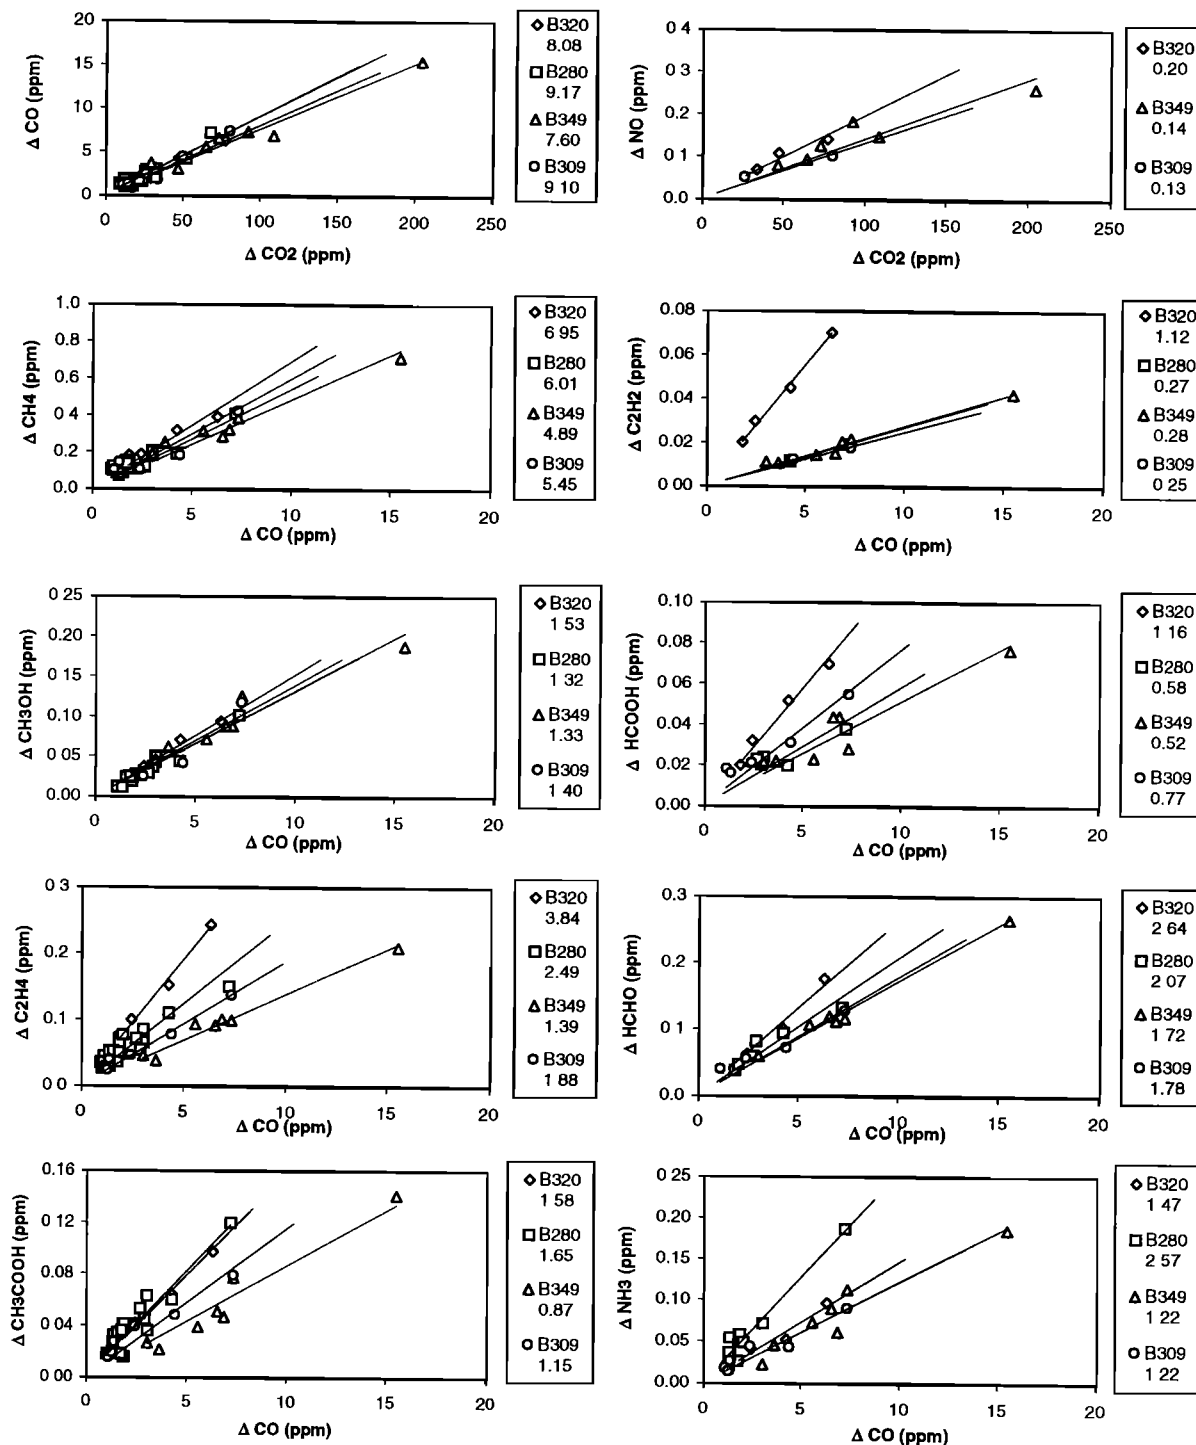 20
15
10
5
0
Δ CO (ppm)
0 50 100 150 200 250
Δ CO2 (ppm)
B320
8.08
B280
9.17
B349
7.60
B309
9 10
0 4
0.3
0.2
0.1
0.0
Δ NO (ppm)
0 50 100 150 200 250
Δ CO2 (ppm)
B320
0.20
B349
0.14
B309
0.13
1.0
0.8
0.6
0.4
0.2
0.0
Δ CH4 (ppm)
0 5 10 15 20
Δ CO (ppm)
B320
6 95
B280
6.01
B349
4.89
B309
5.45
0.08
0.06
0.04
0.02
0 00
Δ C2H2 (ppm)
0 5 10 15 20
Δ CO (ppm)
B320
1.12
B280
0.27
B349
0.28
B309
0 25
0 25
0.20
0.15
0.10
0.05
0.00
Δ CH3OH (ppm)
0 5 10 15 20
Δ CO (ppm)
B320
1 53
B280
1 32
B349
1.33
B309
1 40
0.10
0.08
0.06
0.04
0.02
0.00
Δ HCOOH (ppm)
0 5 10 15 20
Δ CO (ppm)
B320
1 16
B280
0.58
B349
0.52
B309
0.77
0.3
0.2
0.1
0 0
Δ C2H4 (ppm)
0 5 10 15 20
Δ CO (ppm)
B320
3.84
B280
2.49
B349
1.39
B309
1 88
0.3
0.2
0.1
0.0
Δ HCHO (ppm)
0 5 10 15 20
Δ CO (ppm)
B320
2 64
B280
2 07
B349
1 72
B309
1.78
0.16
0.12
0.08
0 04
0 00
Δ CH3COOH (ppm)
0 5 10 15 20
Δ CO (ppm)
B320
1 58
B280
1.65
B349
0.87
B309
1.15
0.25
0.20
0.15
0.10
0.05
0.00
Δ NH3 (ppm)
0 5 10 15 20
Δ CO (ppm)
B320
1 47
B280
2 57
B349
1 22
B309
1 22